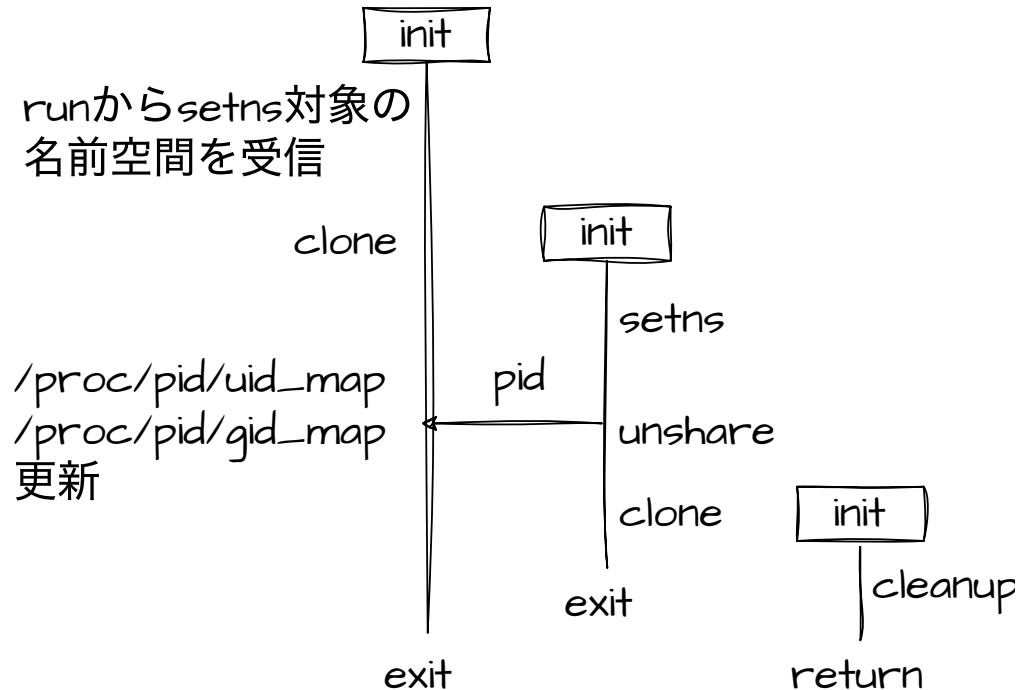 init
runからsetns対象の
名前空間を受信
init
clone
setns
/proc/pid/uid_map
pid
/proc/pid/gid_map
unshare
更新
clone
init
cleanup
exit
exit
return